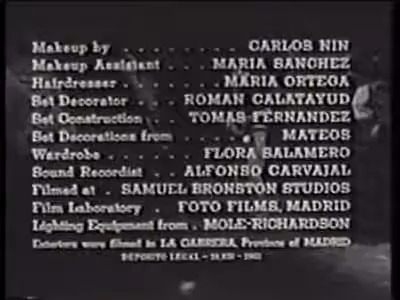 Makeup by . . . . . . . . CARLOS NIN
Makeup Assistant . . . . MARIA SANCHEZ
Hairdresser . . . . . . . MARIA ORTEGA
Set Decorator . . . ROMAN CALATAYUD
Set Construction . . . TOMAS FERNANDEZ
Set Decorations from . . . . . . MATEOS
Wardrobe . . . . . . FLORA SALAMERO
Sound Recordist . . . ALFONSO CARVAJAL
Filmed at . SAMUEL BRONSTON STUDIOS
Film Laboratory . FOTO FILMS, MADRID
Lighting Equipment from . MOLE-RICHARDSON
Exteriors were filmed in LA CABRERA, Province of MADRID
DEPOSITO LEGAL